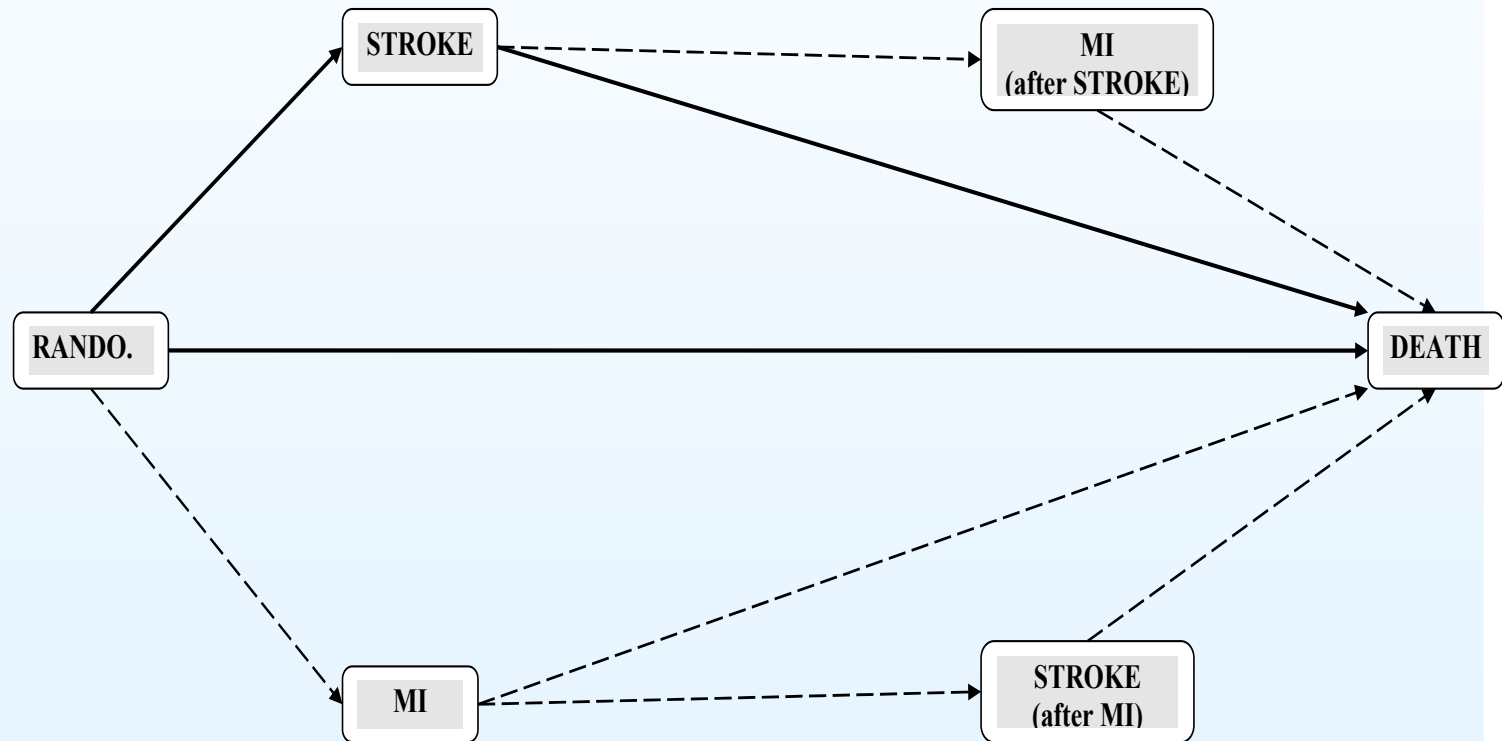 STROKE
MI
(after STROKE)
RANDO.
DEATH
MI
STROKE
(after MI)